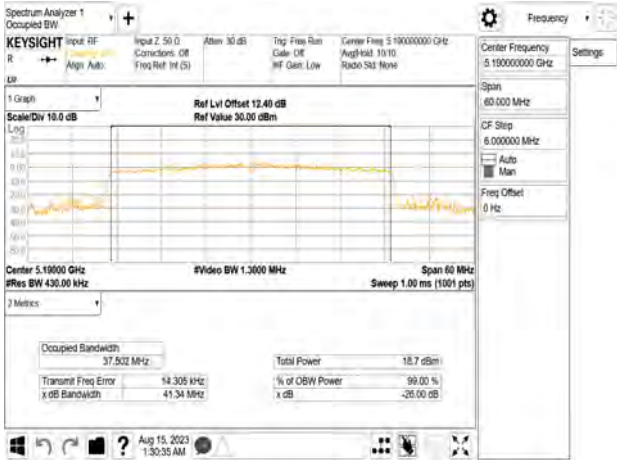 Spectrum Analyzer 1
Occupied BW
Frequency
KEYSIGHT
Input: RF
Input Z: 50 Ω
Atten: 30 dB
Trig: Free Run
Center Freq: 5.190000000 GHz
R
Corrections: Off
Gate: Off
Avg|Hold: 10/10
Align: Auto
Freq Ref: Int (S)
#IF Gain: Low
Radio Std: None
Center Frequency
5.190000000 GHz
Settings
Span
60.000 MHz
CF Step
6.000000 MHz
Auto
Man
Freq Offset
0 Hz
1 Graph
Ref Lvl Offset 12.40 dB
Scale/Div 10.0 dB
Ref Value 30.00 dBm
Log
Center 5.19000 GHz
#Video BW 1.3000 MHz
Span 60 MHz
#Res BW 430.00 kHz
Sweep 1.00 ms (1001 pts)
2 Metrics
Occupied Bandwidth
37.502 MHz
Total Power
18.7 dBm
Transmit Freq Error
14.305 kHz
% of OBW Power
99.00 %
x dB Bandwidth
41.34 MHz
x dB
-26.00 dB
?
Aug 15, 2023
1:30:35 AM